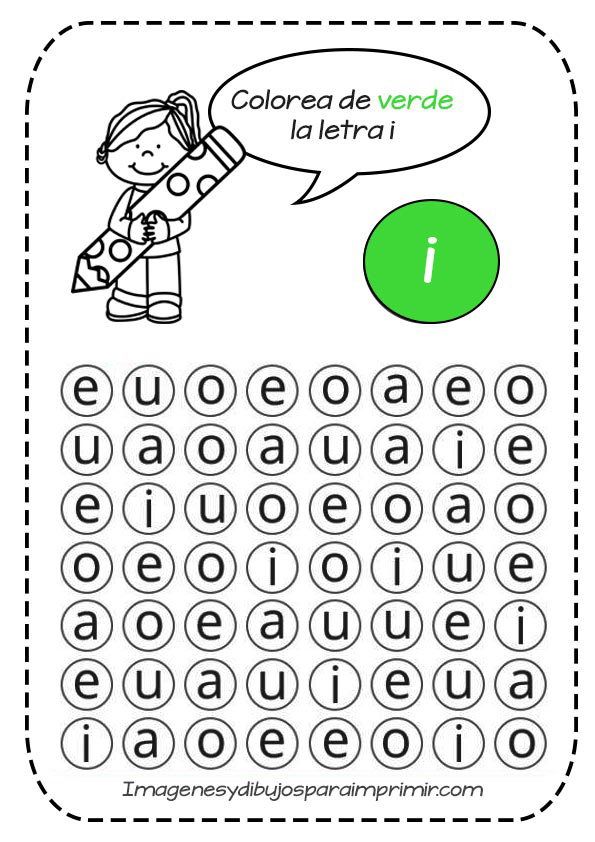 Colorea de verde
la letra i
i
e u o e o a e o
u a o a u a i e
e i u o e o a o
o e o i o i u e
a o e a u u e i
e u a u i e u a
i a o e e o i o
Imagenesydibujosparaimprimir.com